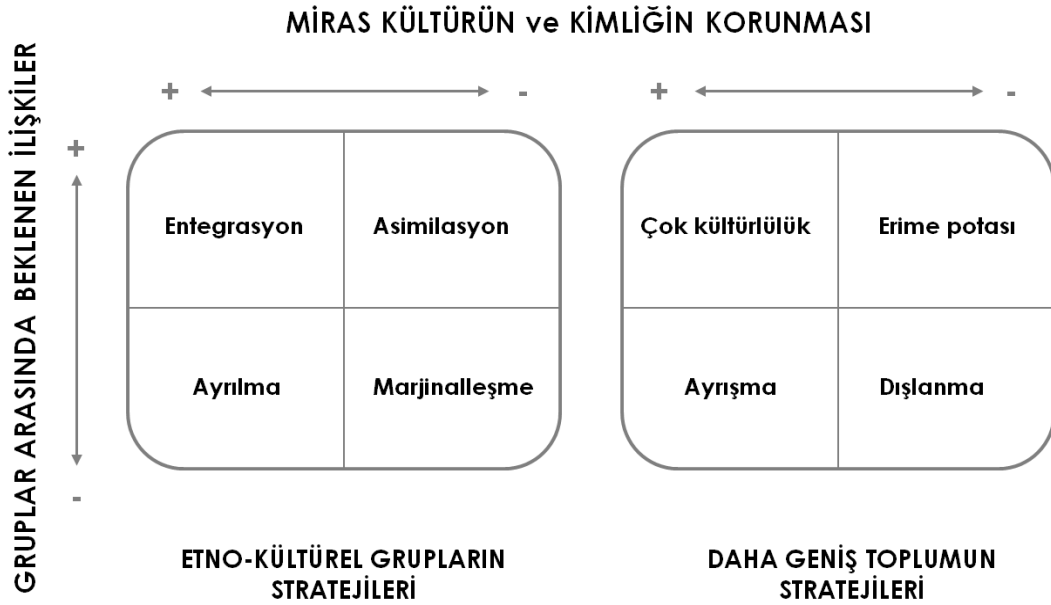 MİRAS KÜLTÜRÜN ve KİMLİĞİN KORUNMASI
GRUPLAR ARASINDA BEKLENEN İLİŞKİLER
+ -
+ -
+
-
Entegrasyon
Asimilasyon
Ayrılma
Marjinalleşme
Çok kültürlülük
Erime potası
Ayrışma
Dışlanma
ETNO-KÜLTÜREL GRUPLARIN
STRATEJİLERİ
DAHA GENİŞ TOPLUMUN
STRATEJİLERİ